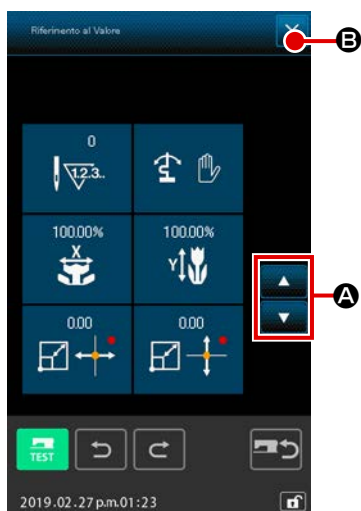 Riferimento al Valore
B
0
1.2.3..
100.00%
100.00%
X
Y
A
0.00
0.00
TEST
2019.02.27 p.m.01:23